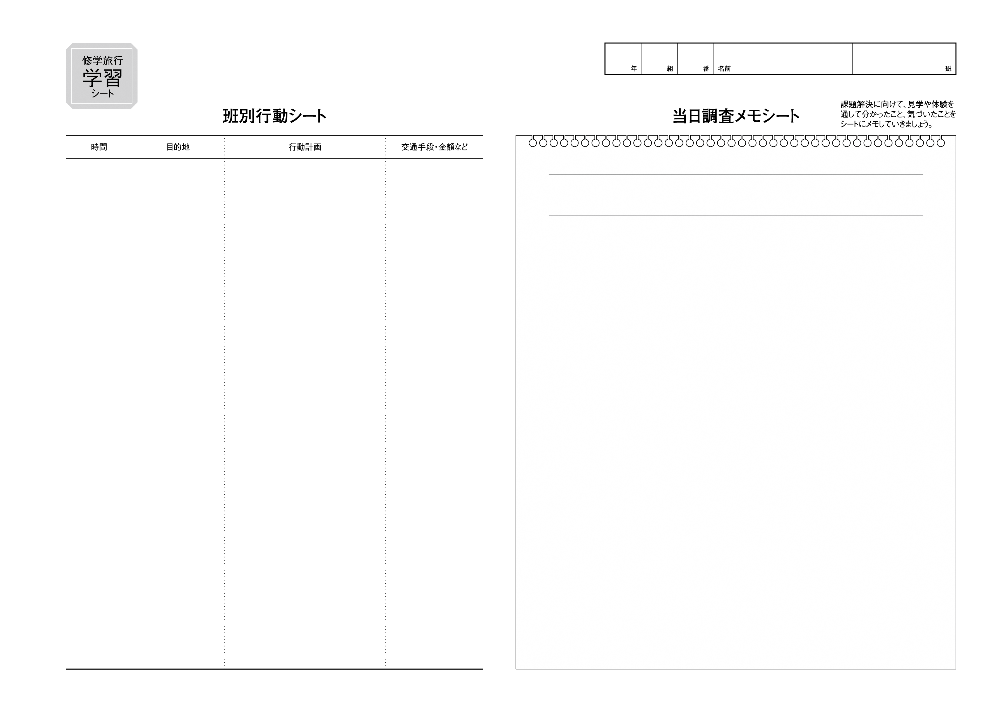 修学旅行
学習
シート
年 組 番 名前 班
班別行動シート
時間 目的地 行動計画 交通手段・金額など
当日調査メモシート
課題解決に向けて、見学や体験を
通して分かったこと、気づいたことを
シートにメモしていきましょう。